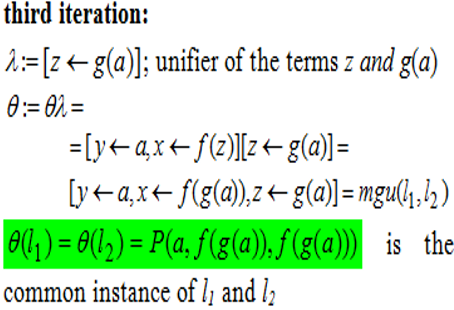 third iteration:
λ:=[z←g(a)]; unifier of the terms z and g(a)
θ:=θλ=
=[y←a,x←f(z)][z←g(a)]=
[y←a,x←f(g(a)),z←g(a)]=mgu(l₁,l₂)
θ(l₁)=θ(l₂)=P(a,f(g(a)),f(g(a))) is the
common instance of l₁ and l₂